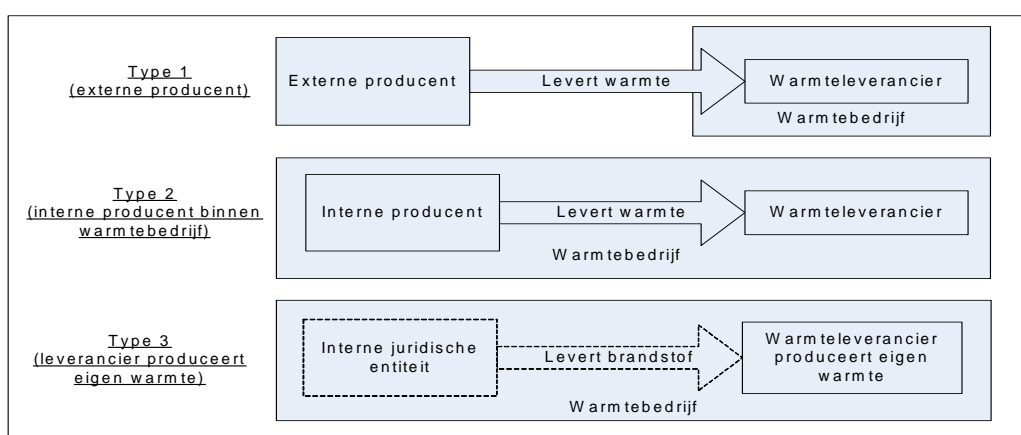 Type 1
(externe producent)
Externe producent
Levert warmte
Warmteleverancier
Warmtebedrijf
Type 2
(interne producent binnen
warmtebedrijf)
Interne producent
Levert warmte
Warmteleverancier
Warmtebedrijf
Type 3
(leverancier produceert
eigen warmte)
Interne juridische
entiteit
Levert brandstof
Warmteleverancier
produceert eigen
warmte
Warmtebedrijf